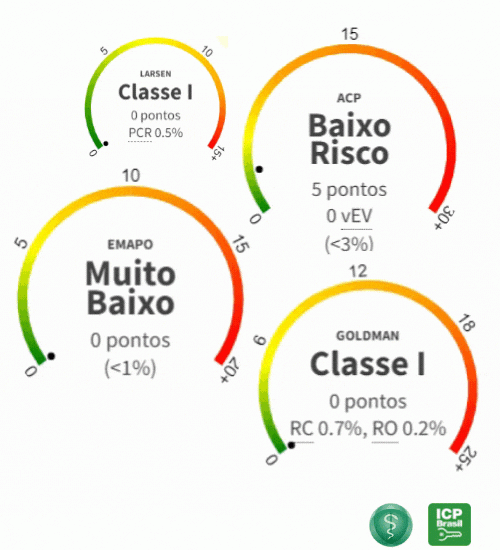 5
10
LARSEN
Classe I
0 pontos
PCR 0.5%
0
15+
15
ACP
Baixo
Risco
5 pontos
0 vEV
(<3%)
0
30+
10
5
15
EMAPO
Muito
Baixo
0 pontos
(<1%)
0
20+
12
6
18
GOLDMAN
Classe I
0 pontos
RC 0.7%, RO 0.2%
0
25+
ICP
Brasil